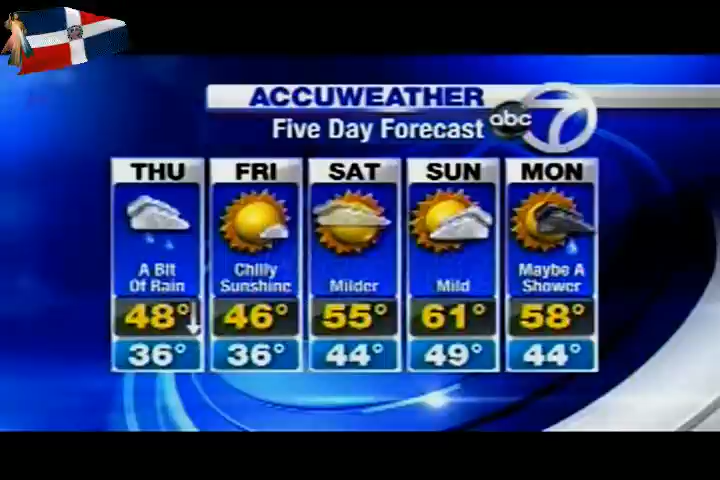 ACCUWEATHER
Five Day Forecast
abc 7
THU FRI SAT SUN MON
A Bit Of Rain
Chilly Sunshine
Milder
Mild
Maybe A Shower
48° 46° 55° 61° 58°
36° 36° 44° 49° 44°